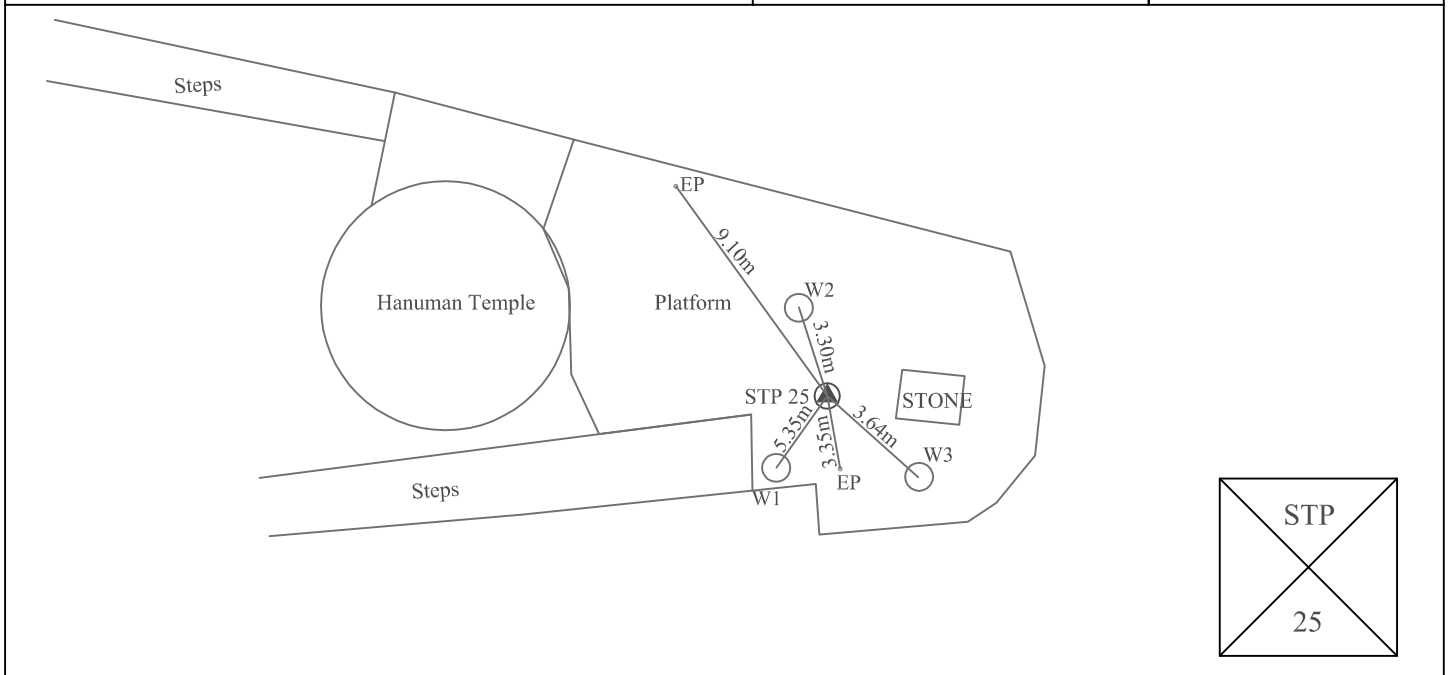 Steps
EP
9.10m
Hanuman Temple
Platform
W2
3.30m
STP 25
STONE
5.35m
3.35m
3.64m
W3
EP
Steps
W1
STP
25